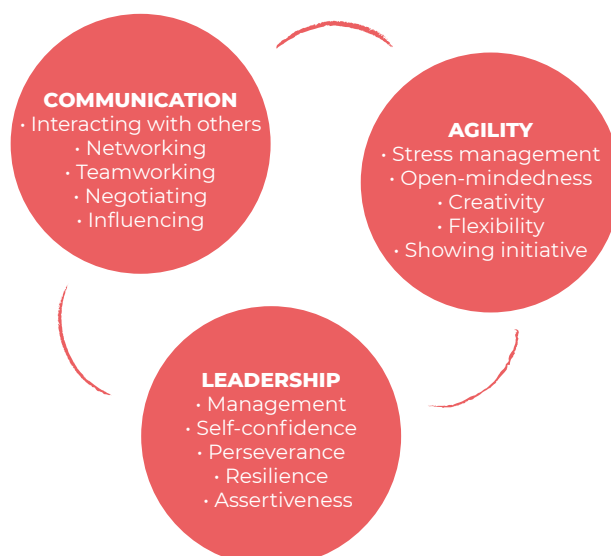 COMMUNICATION
• Interacting with others
• Networking
• Teamworking
• Negotiating
• Influencing
AGILITY
• Stress management
• Open-mindedness
• Creativity
• Flexibility
• Showing initiative
LEADERSHIP
• Management
• Self-confidence
• Perseverance
• Resilience
• Assertiveness